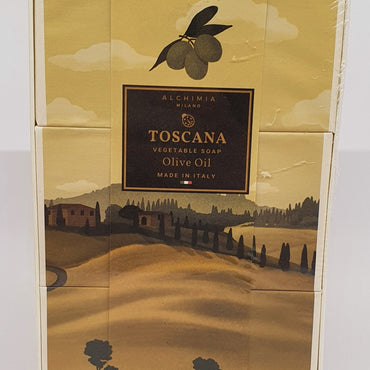 ALCHIMIA
MILANO
TOSCANA
VEGETABLE SOAP
Olive Oil
MADE IN ITALY